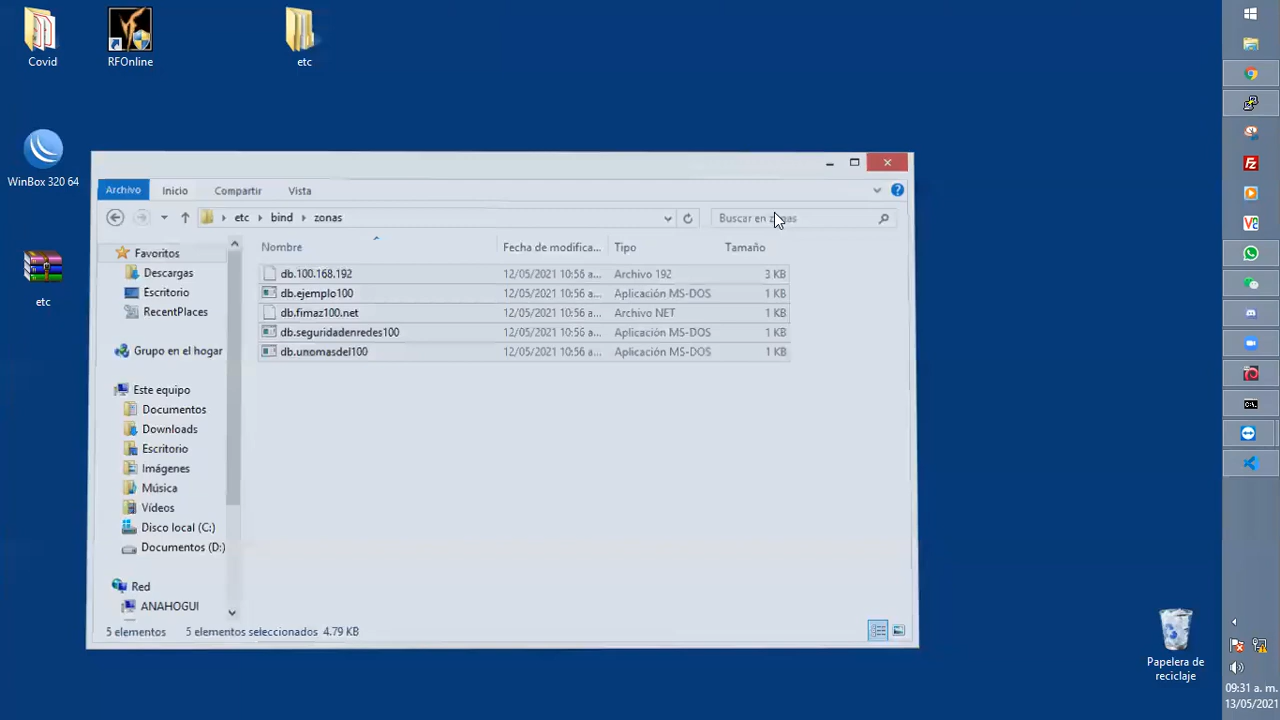 Covid
RFOnline
etc
WinBox 320 64
etc
Archivo Inicio Compartir Vista
etc bind zonas
Buscar en zonas
Nombre Fecha de modifica... Tipo Tamaño
db.100.168.192 12/05/2021 10:56 a... Archivo 192 3 KB
db.ejemplo100 12/05/2021 10:56 a... Aplicación MS-DOS 1 KB
db.fimaz100.net 12/05/2021 10:56 a... Archivo NET 1 KB
db.seguridadenredes100 12/05/2021 10:56 a... Aplicación MS-DOS 1 KB
db.unomasdel100 12/05/2021 10:56 a... Aplicación MS-DOS 1 KB
Favoritos
Descargas
Escritorio
RecentPlaces
Grupo en el hogar
Este equipo
Documentos
Downloads
Escritorio
Imágenes
Música
Vídeos
Disco local (C:)
Documentos (D:)
Red
ANAHOGUI
5 elementos 5 elementos seleccionados 4.79 KB
Papelera de
reciclaje
09:31 a. m.
13/05/2021